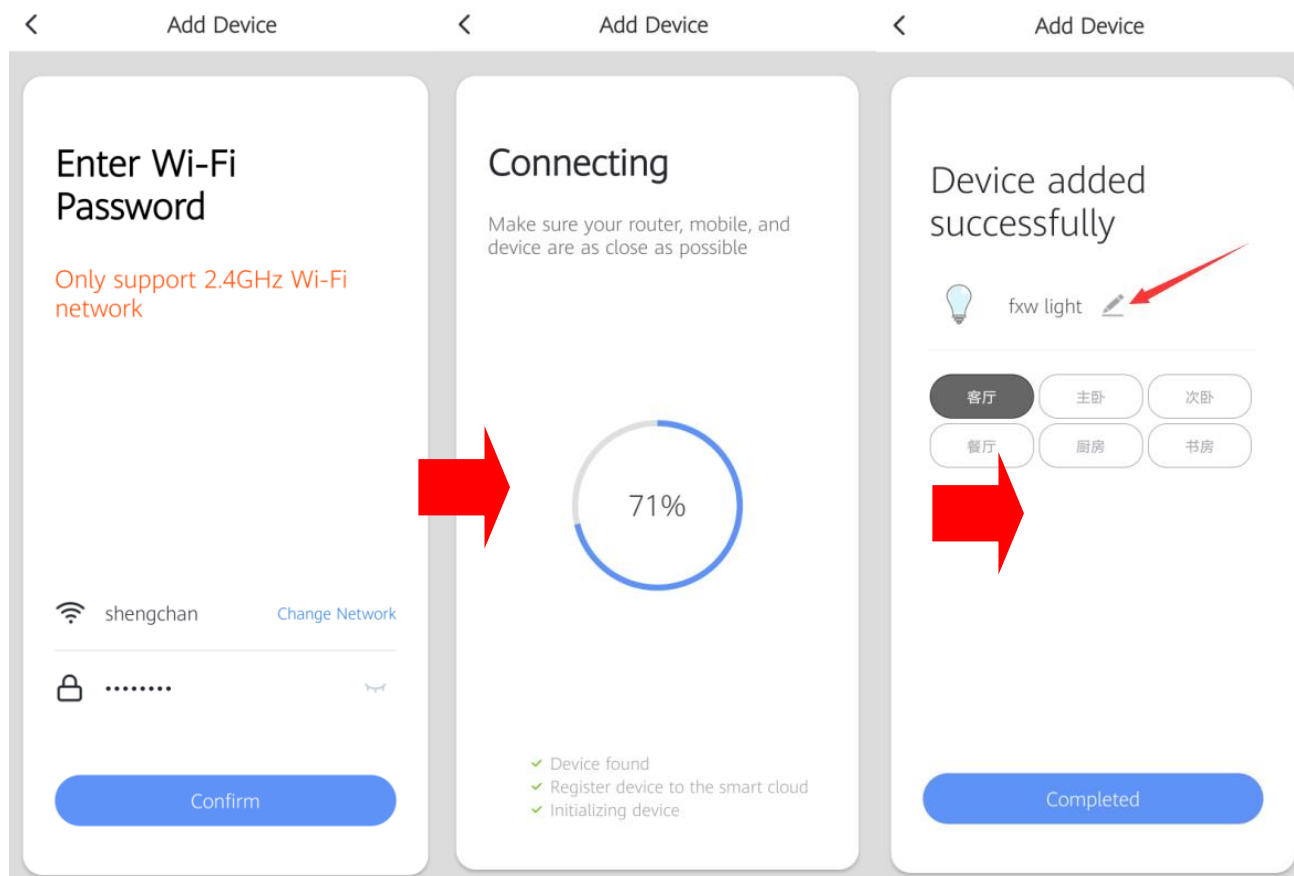 Add Device
Enter Wi-Fi
Password
Only support 2.4GHz Wi-Fi
network
shengchan
Change Network
••••••••
Confirm
Add Device
Connecting
Make sure your router, mobile, and
device are as close as possible
71%
Device found
Register device to the smart cloud
Initializing device
Add Device
Device added
successfully
fxw light
客厅 主卧 次卧
餐厅 厨房 书房
Completed